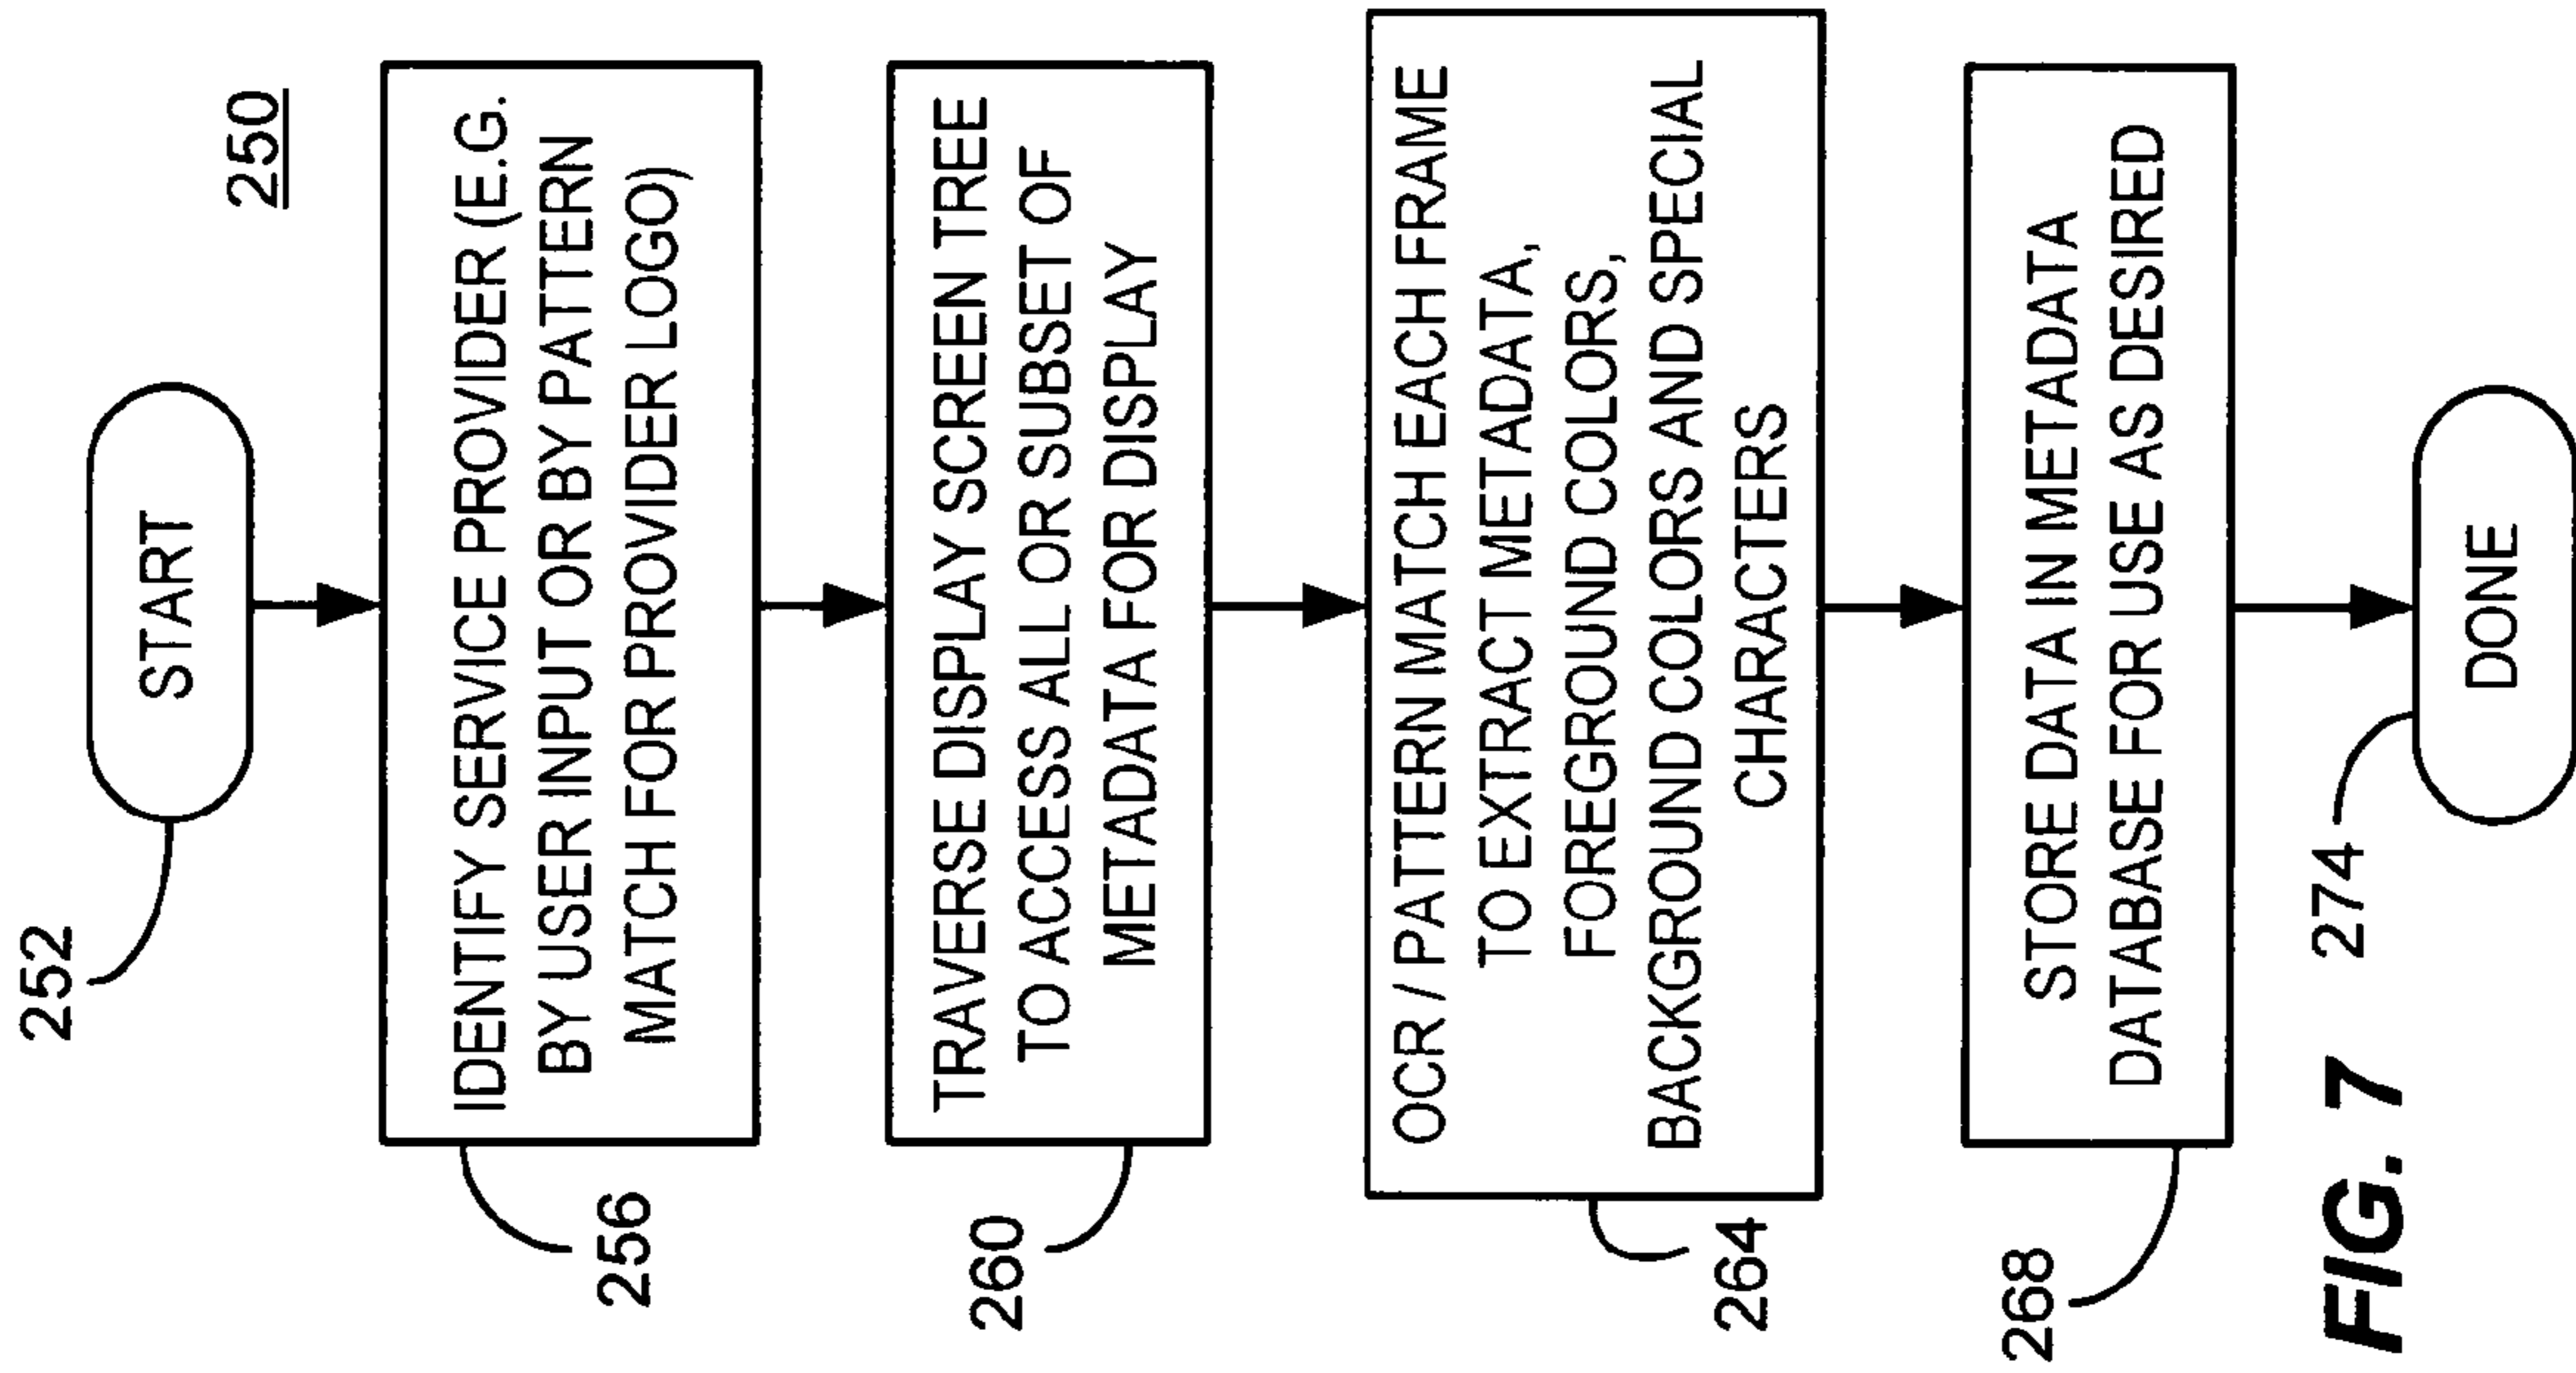 250
252
START
IDENTIFY SERVICE PROVIDER (E.G.
BY USER INPUT OR BY PATTERN
MATCH FOR PROVIDER LOGO)
256
TRAVERSE DISPLAY SCREEN TREE
TO ACCESS ALL OR SUBSET OF
METADATA FOR DISPLAY
260
OCR / PATTERN MATCH EACH FRAME
TO EXTRACT METADATA,
FOREGROUND COLORS,
BACKGROUND COLORS AND SPECIAL
CHARACTERS
264
STORE DATA IN METADATA
DATABASE FOR USE AS DESIRED
268
274
DONE
FIG. 7